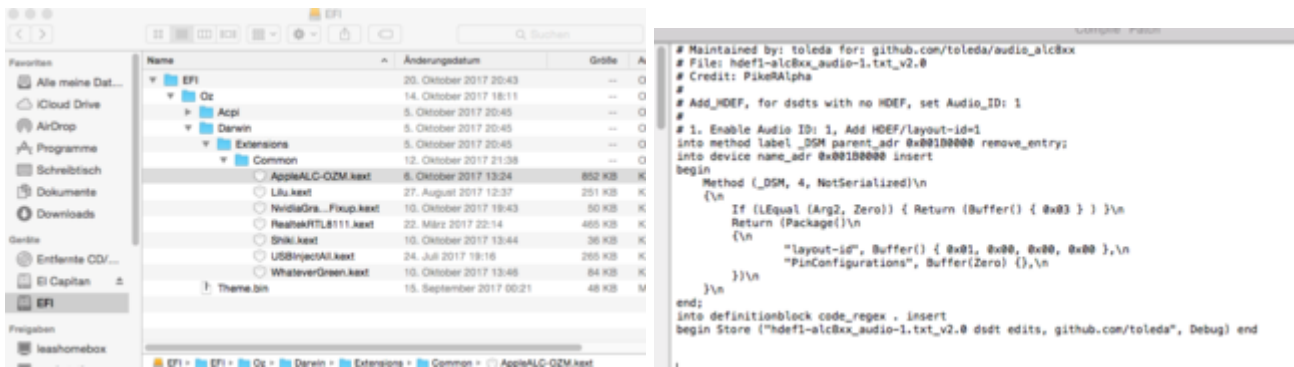 EFI
Suchen
Favoriten
Alle meine Dat...
iCloud Drive
AirDrop
Programme
Schreibtisch
Dokumente
Downloads
Geräte
Entfernte CD/...
El Capitan
EFI
Freigaben
leashomebox
Name Änderungsdatum Größe
EFI 20. Oktober 2017 20:43 --
Oz 14. Oktober 2017 18:11 --
Acpi 5. Oktober 2017 20:45 --
Darwin 5. Oktober 2017 20:45 --
Extensions 5. Oktober 2017 20:45 --
Common 12. Oktober 2017 21:38 --
AppleALC-OZM.kext 6. Oktober 2017 13:24 852 KB
Lilu.kext 27. August 2017 12:37 251 KB
NvidiaGra...Fixup.kext 10. Oktober 2017 19:43 50 KB
RealtekRTL8111.kext 22. März 2017 22:14 465 KB
Shiki.kext 10. Oktober 2017 13:44 36 KB
USBInjectAll.kext 24. Juli 2017 19:16 265 KB
WhateverGreen.kext 10. Oktober 2017 13:46 84 KB
Theme.bin 15. September 2017 00:21 48 KB
EFI ▸ EFI ▸ Oz ▸ Darwin ▸ Extensions ▸ Common ▸ AppleALC-OZM.kext
Compile Patch
# Maintained by: toleda for: github.com/toleda/audio_alc8xx
# File: hdef1-alc8xx_audio-1.txt_v2.0
# Credit: PikeRAlpha
#
# Add_HDEF, for dsdts with no HDEF, set Audio_ID: 1
#
# 1. Enable Audio ID: 1, Add HDEF/layout-id=1
into method label _DSM parent_adr 0x001B0000 remove_entry;
into device name_adr 0x001B0000 insert
begin
Method (_DSM, 4, NotSerialized)\n
{\n
If (LEqual (Arg2, Zero)) { Return (Buffer() { 0x03 } ) }\n
Return (Package()\n
{\n
"layout-id", Buffer() { 0x01, 0x00, 0x00, 0x00 },\n
"PinConfigurations", Buffer(Zero) {},\n
})\n
}\n
end;
into definitionblock code_regex . insert
begin Store ("hdef1-alc8xx_audio-1.txt_v2.0 dsdt edits, github.com/toleda", Debug) end